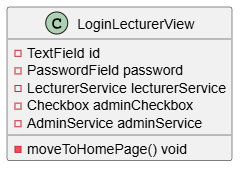 C LoginLecturerView
TextField id
PasswordField password
LecturerService lecturerService
Checkbox adminCheckbox
AdminService adminService
moveToHomePage() void